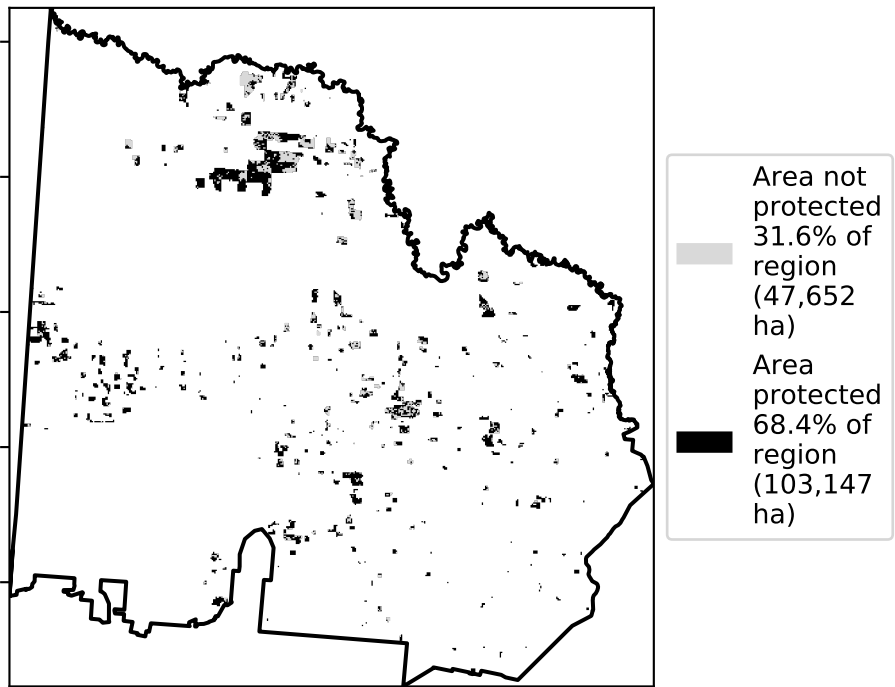 Area not
protected
31.6% of
region
(47,652
ha)
Area
protected
68.4% of
region
(103,147
ha)